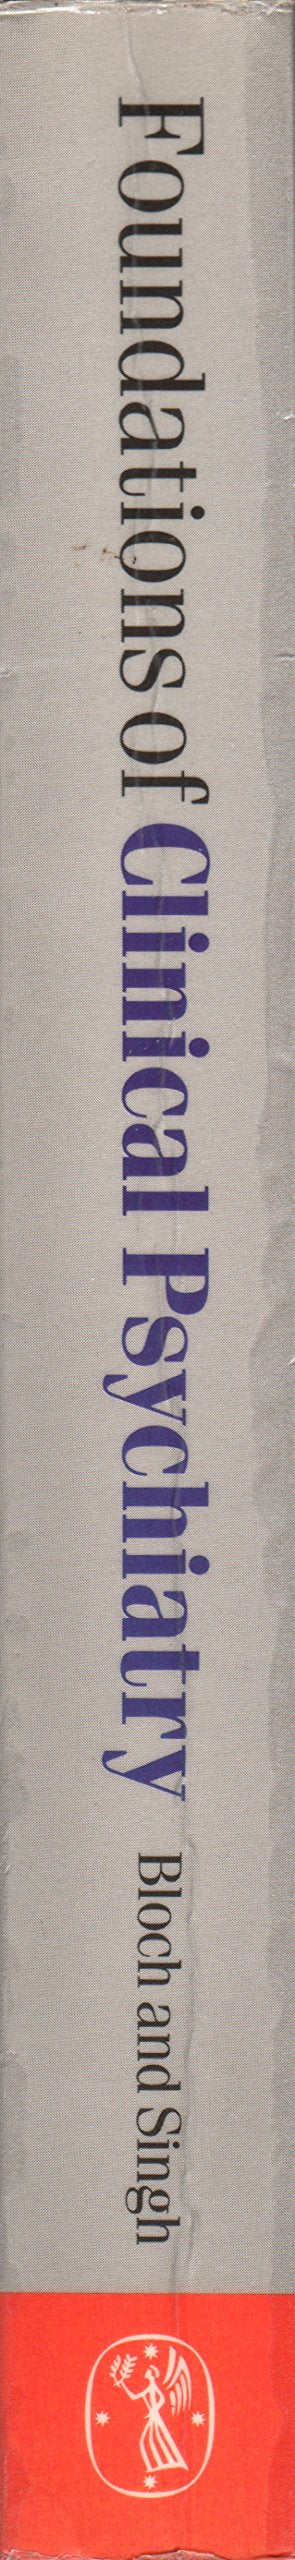 Foundations of Clinical Psychiatry Bloch and Singh